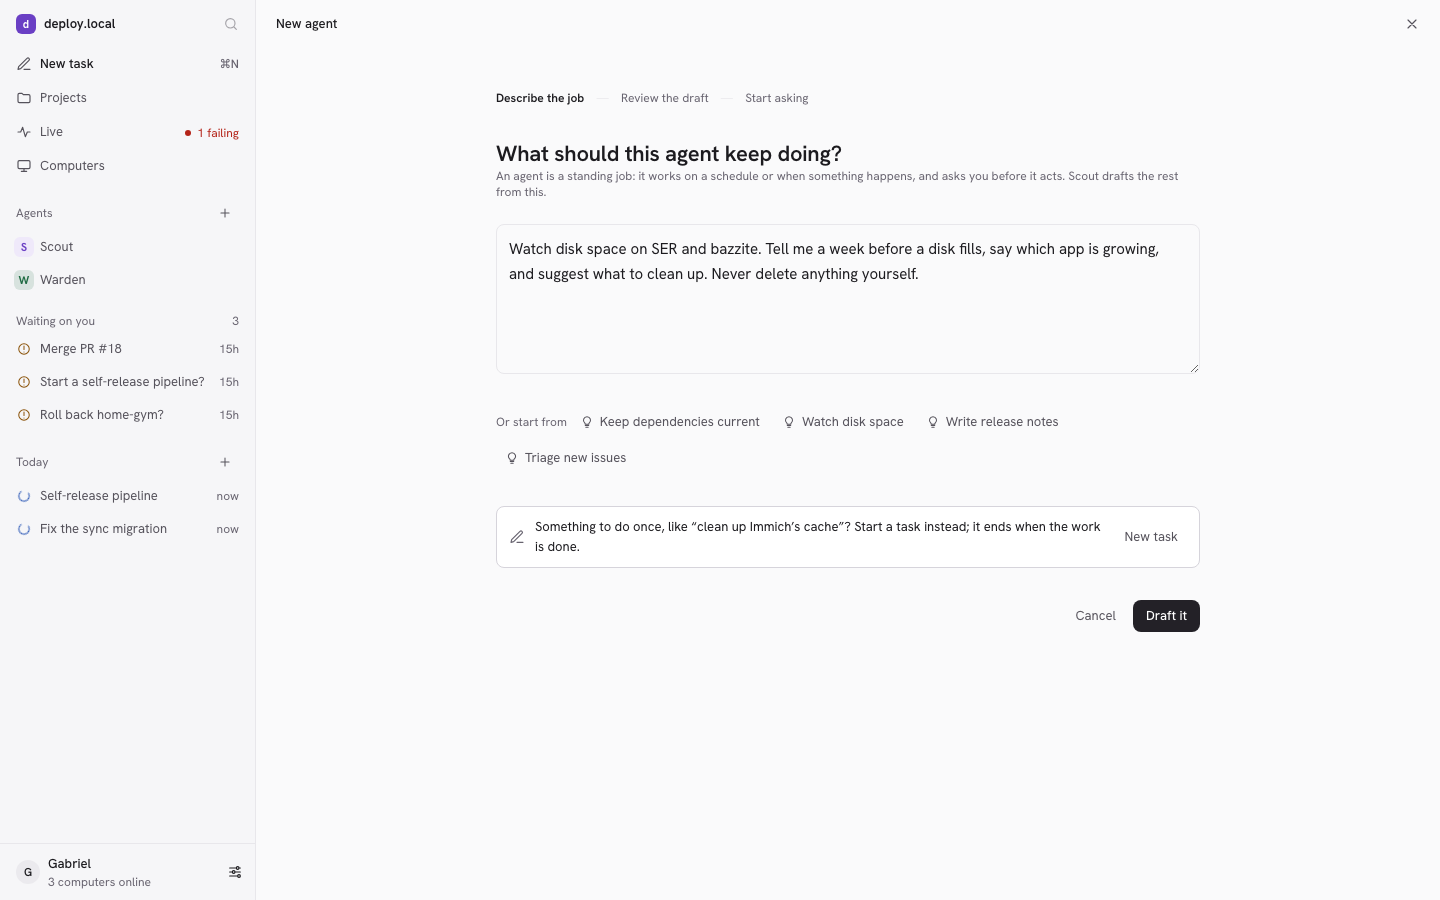 d deploy.local
New task ⌘N
Projects
Live 1 failing
Computers
Agents
S Scout
W Warden
Waiting on you 3
Merge PR #18 15h
Start a self-release pipeline? 15h
Roll back home-gym? 15h
Today
Self-release pipeline now
Fix the sync migration now
G Gabriel
3 computers online
New agent
Describe the job — Review the draft — Start asking
What should this agent keep doing?
An agent is a standing job: it works on a schedule or when something happens, and asks you before it acts. Scout drafts the rest
from this.
Watch disk space on SER and bazzite. Tell me a week before a disk fills, say which app is growing,
and suggest what to clean up. Never delete anything yourself.
Or start from Keep dependencies current Watch disk space Write release notes
Triage new issues
Something to do once, like “clean up Immich’s cache”? Start a task instead; it ends when the work
is done.
New task
Cancel Draft it